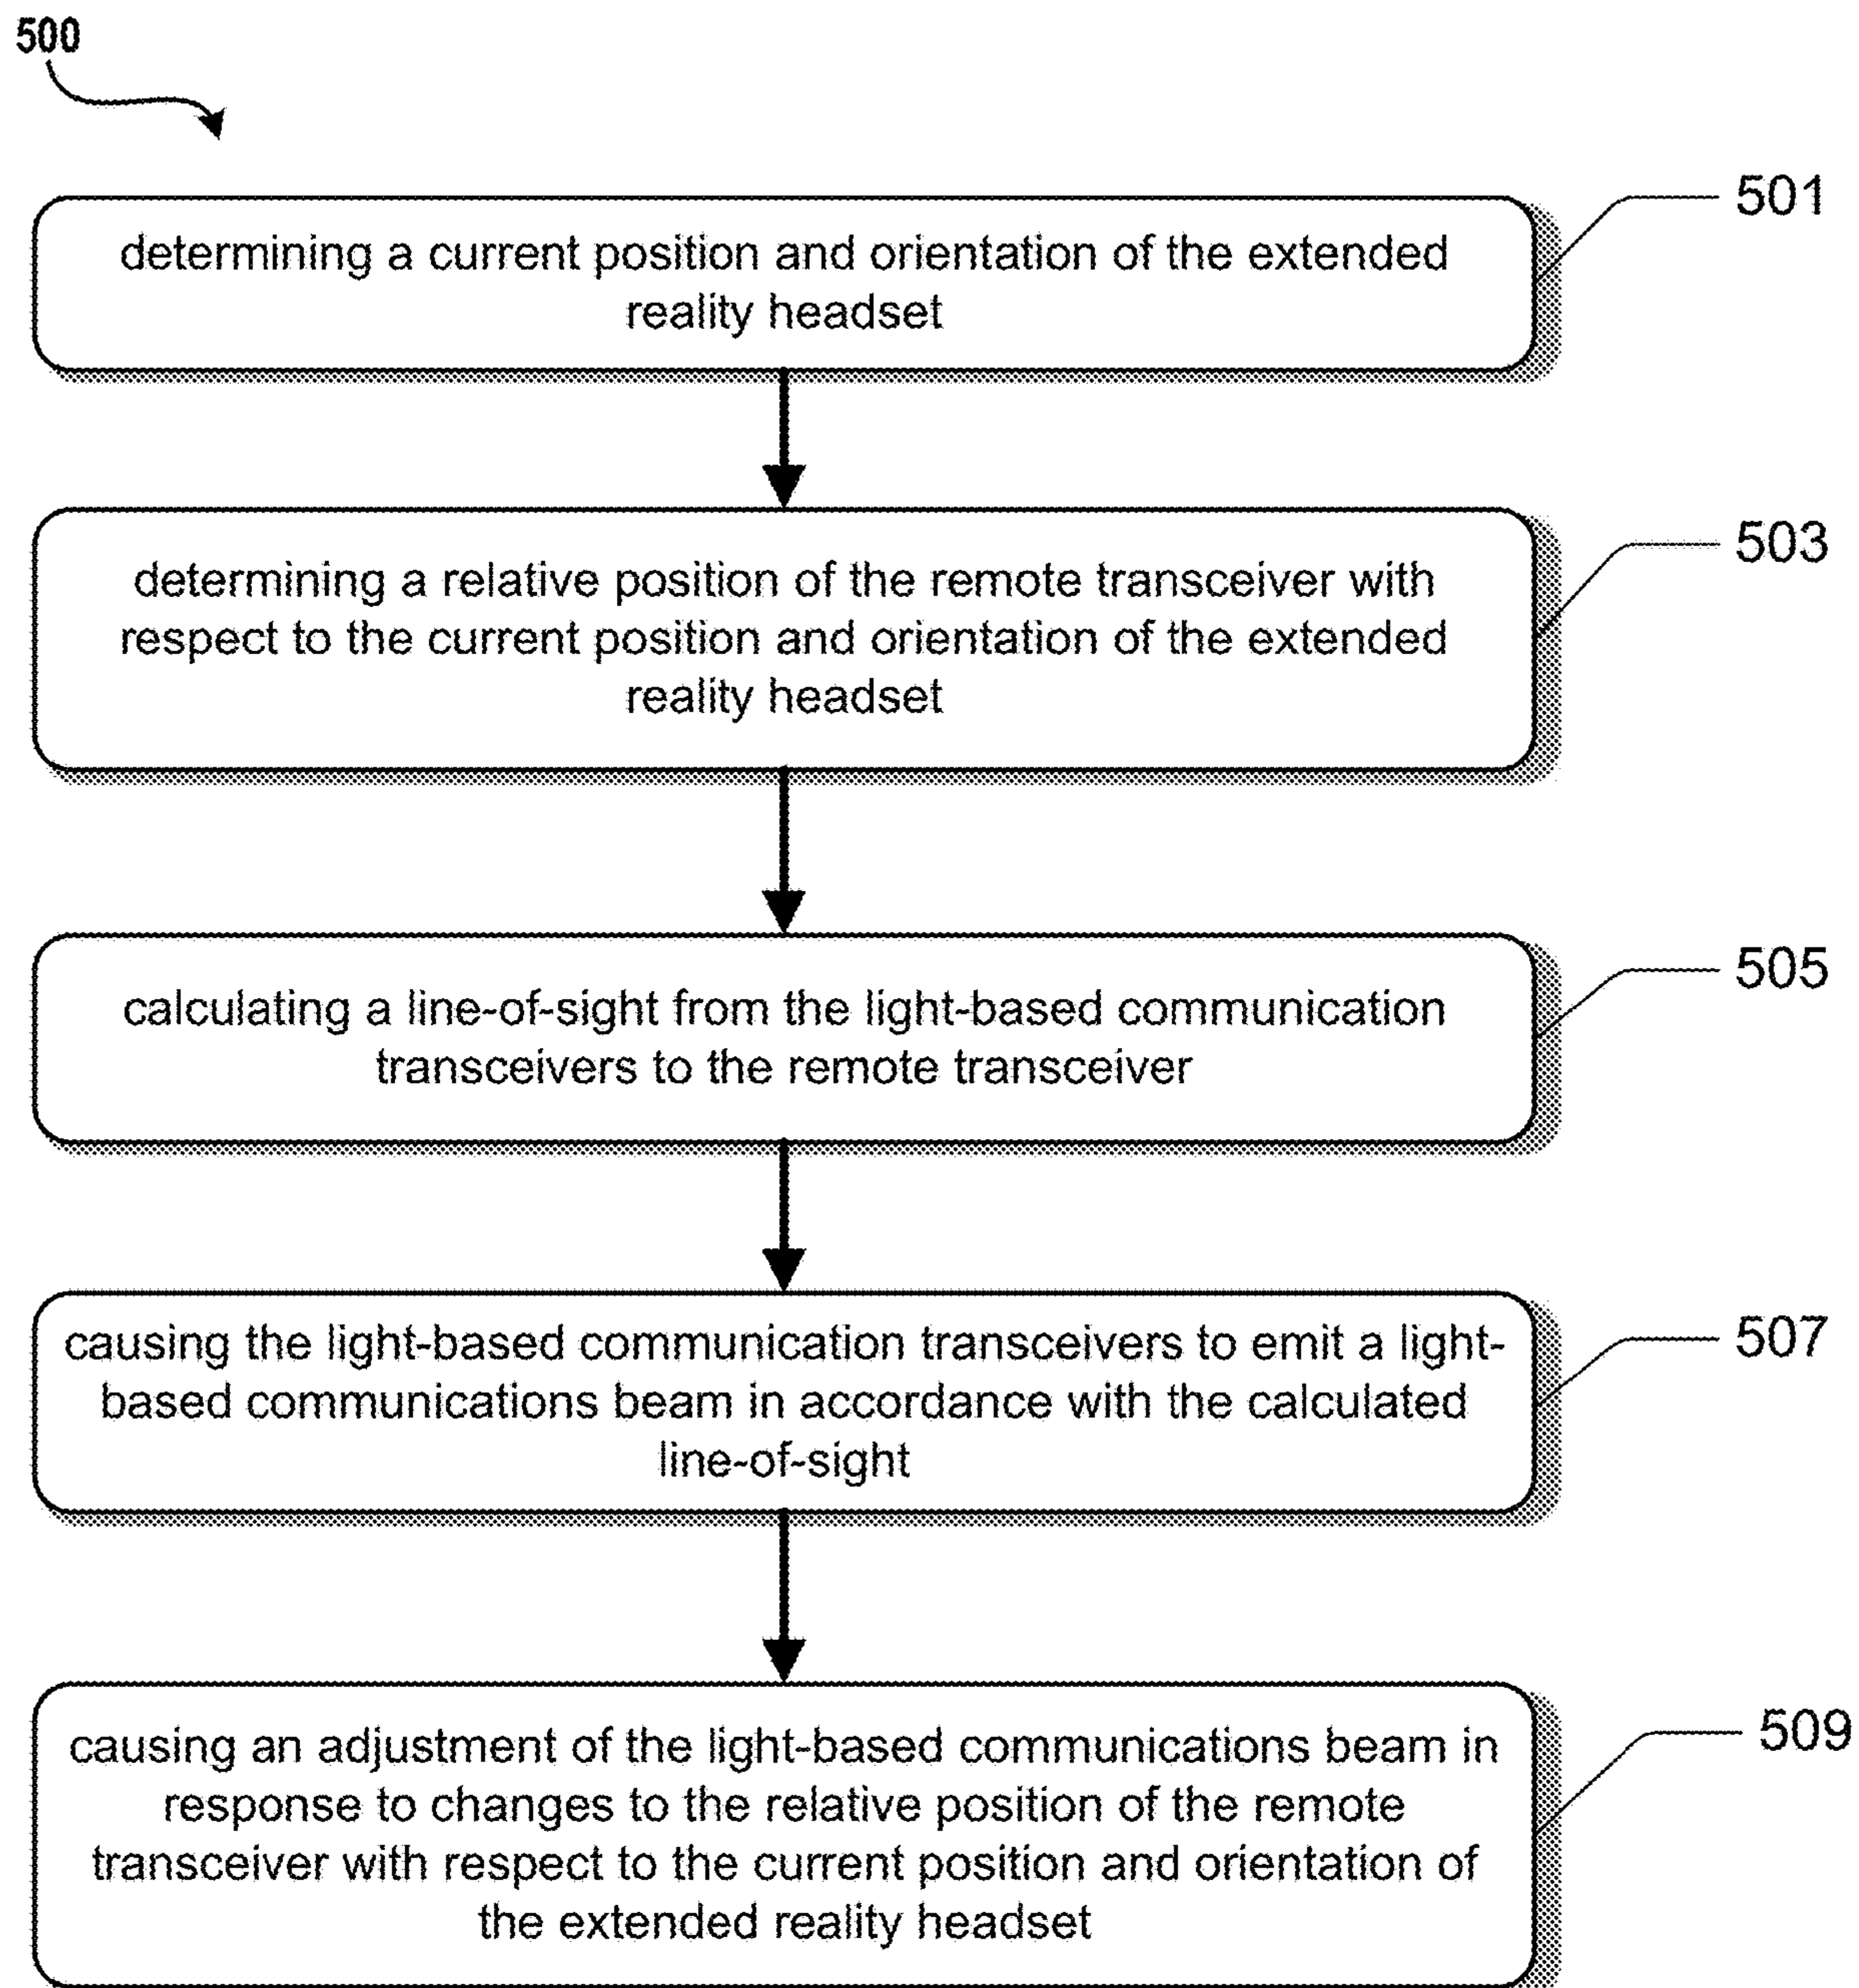 500
501
determining a current position and orientation of the extended
reality headset
503
determining a relative position of the remote transceiver with
respect to the current position and orientation of the extended
reality headset
505
calculating a line-of-sight from the light-based communication
transceivers to the remote transceiver
507
causing the light-based communication transceivers to emit a light-
based communications beam in accordance with the calculated
line-of-sight
509
causing an adjustment of the light-based communications beam in
response to changes to the relative position of the remote
transceiver with respect to the current position and orientation of
the extended reality headset